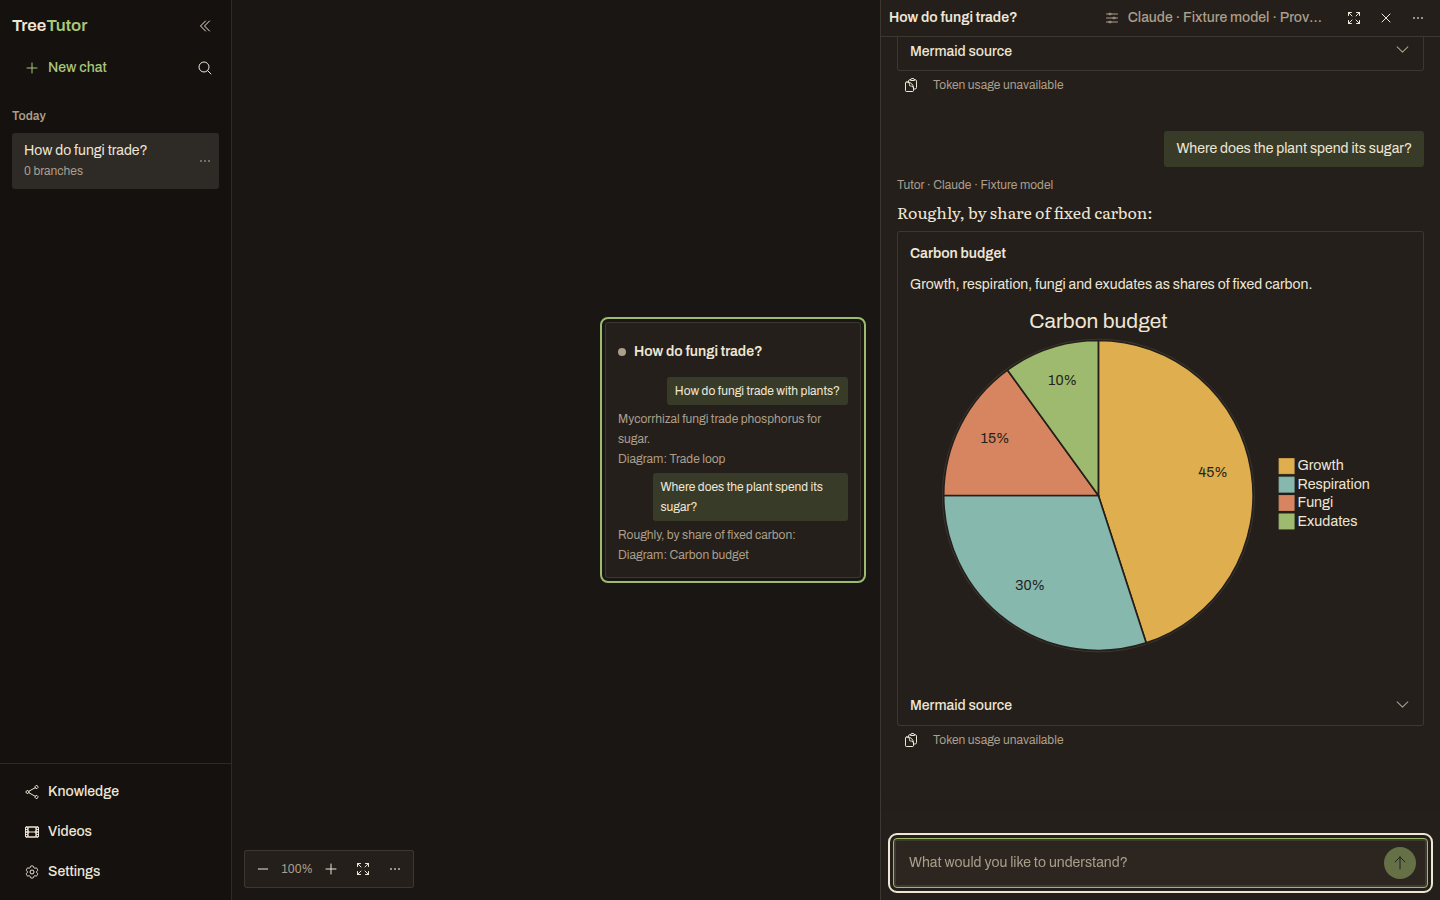 TreeTutor
New chat
Today
How do fungi trade?
0 branches
Knowledge
Videos
Settings
How do fungi trade?
How do fungi trade with plants?
Mycorrhizal fungi trade phosphorus for
sugar.
Diagram: Trade loop
Where does the plant spend its
sugar?
Roughly, by share of fixed carbon:
Diagram: Carbon budget
100%
How do fungi trade?
Claude · Fixture model · Prov...
Mermaid source
Token usage unavailable
Where does the plant spend its sugar?
Tutor · Claude · Fixture model
Roughly, by share of fixed carbon:
Carbon budget
Growth, respiration, fungi and exudates as shares of fixed carbon.
Carbon budget
10%
15%
45%
30%
Growth
Respiration
Fungi
Exudates
Mermaid source
Token usage unavailable
What would you like to understand?